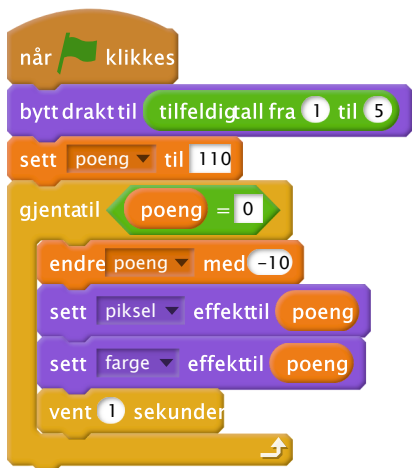 når klikkes
bytt drakt til tilfeldig tall fra 1 til 5
sett poeng til 110
gjenta til poeng = 0
endre poeng med -10
sett piksel effekt til poeng
sett farge effekt til poeng
vent 1 sekunder